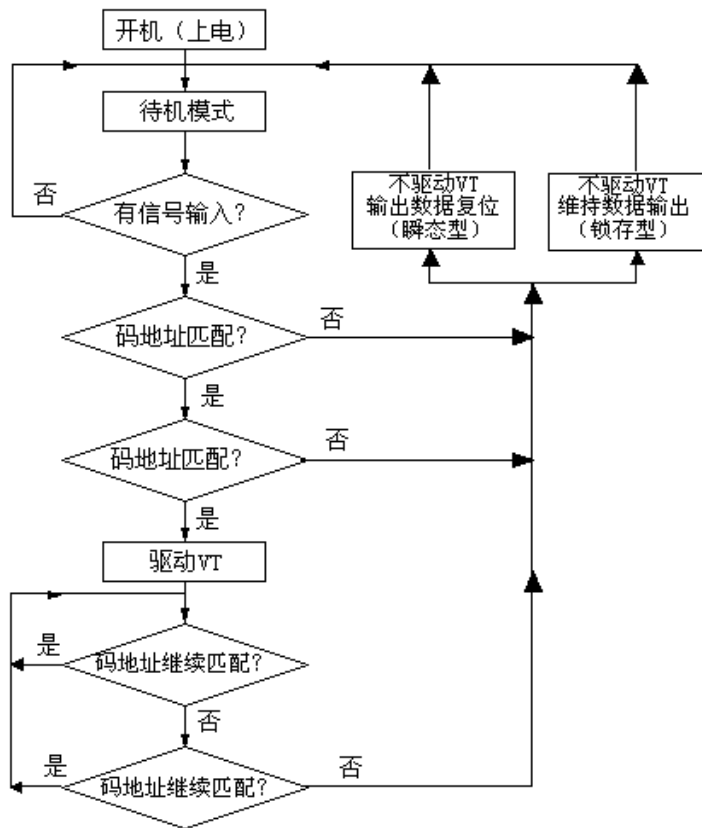 开机（上电）
待机模式
否
有信号输入？
不驱动VT
输出数据复位
（瞬态型）
不驱动VT
维持数据输出
（锁存型）
是
码地址匹配？
否
是
码地址匹配？
否
是
驱动VT
是
码地址继续匹配？
否
是
码地址继续匹配？
否